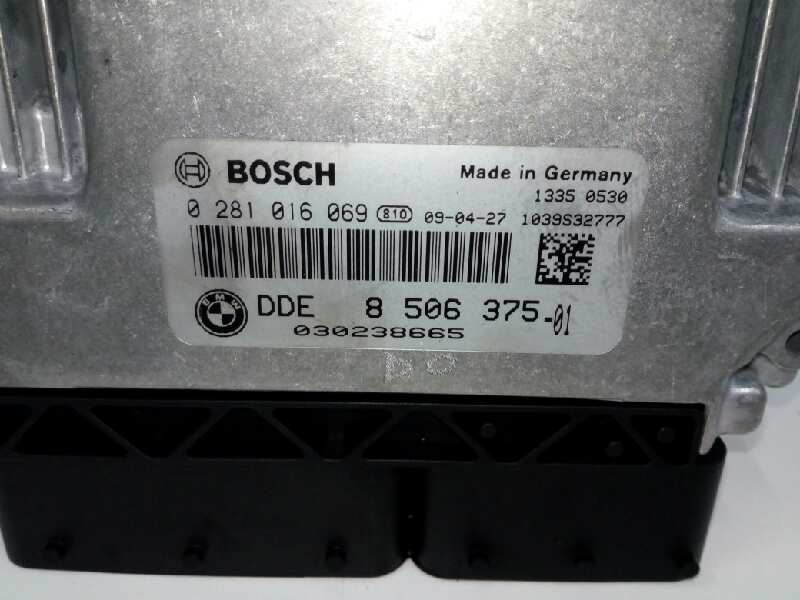 BOSCH
Made in Germany
1335 0530
0 281 016 069 810 09-04-27 1039S32777
BMW
DDE 8 506 375-01
030238665